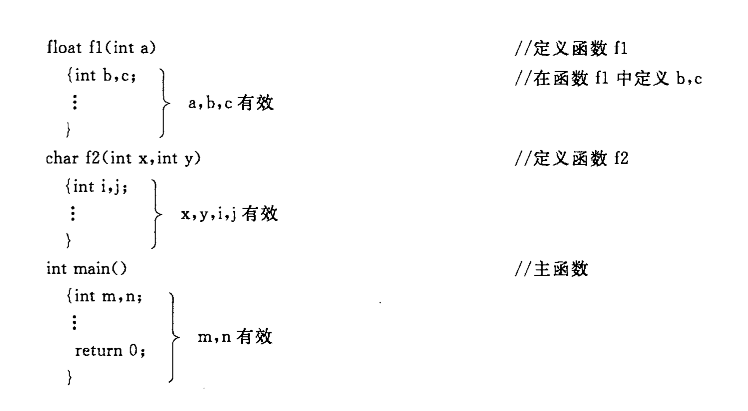 float f1(int a) //定义函数 f1
{int b,c; //在函数 f1 中定义 b,c
⋮ a,b,c 有效
}
char f2(int x,int y) //定义函数 f2
{int i,j;
⋮ x,y,i,j 有效
}
int main() //主函数
{int m,n;
⋮
m,n 有效
return 0;
}